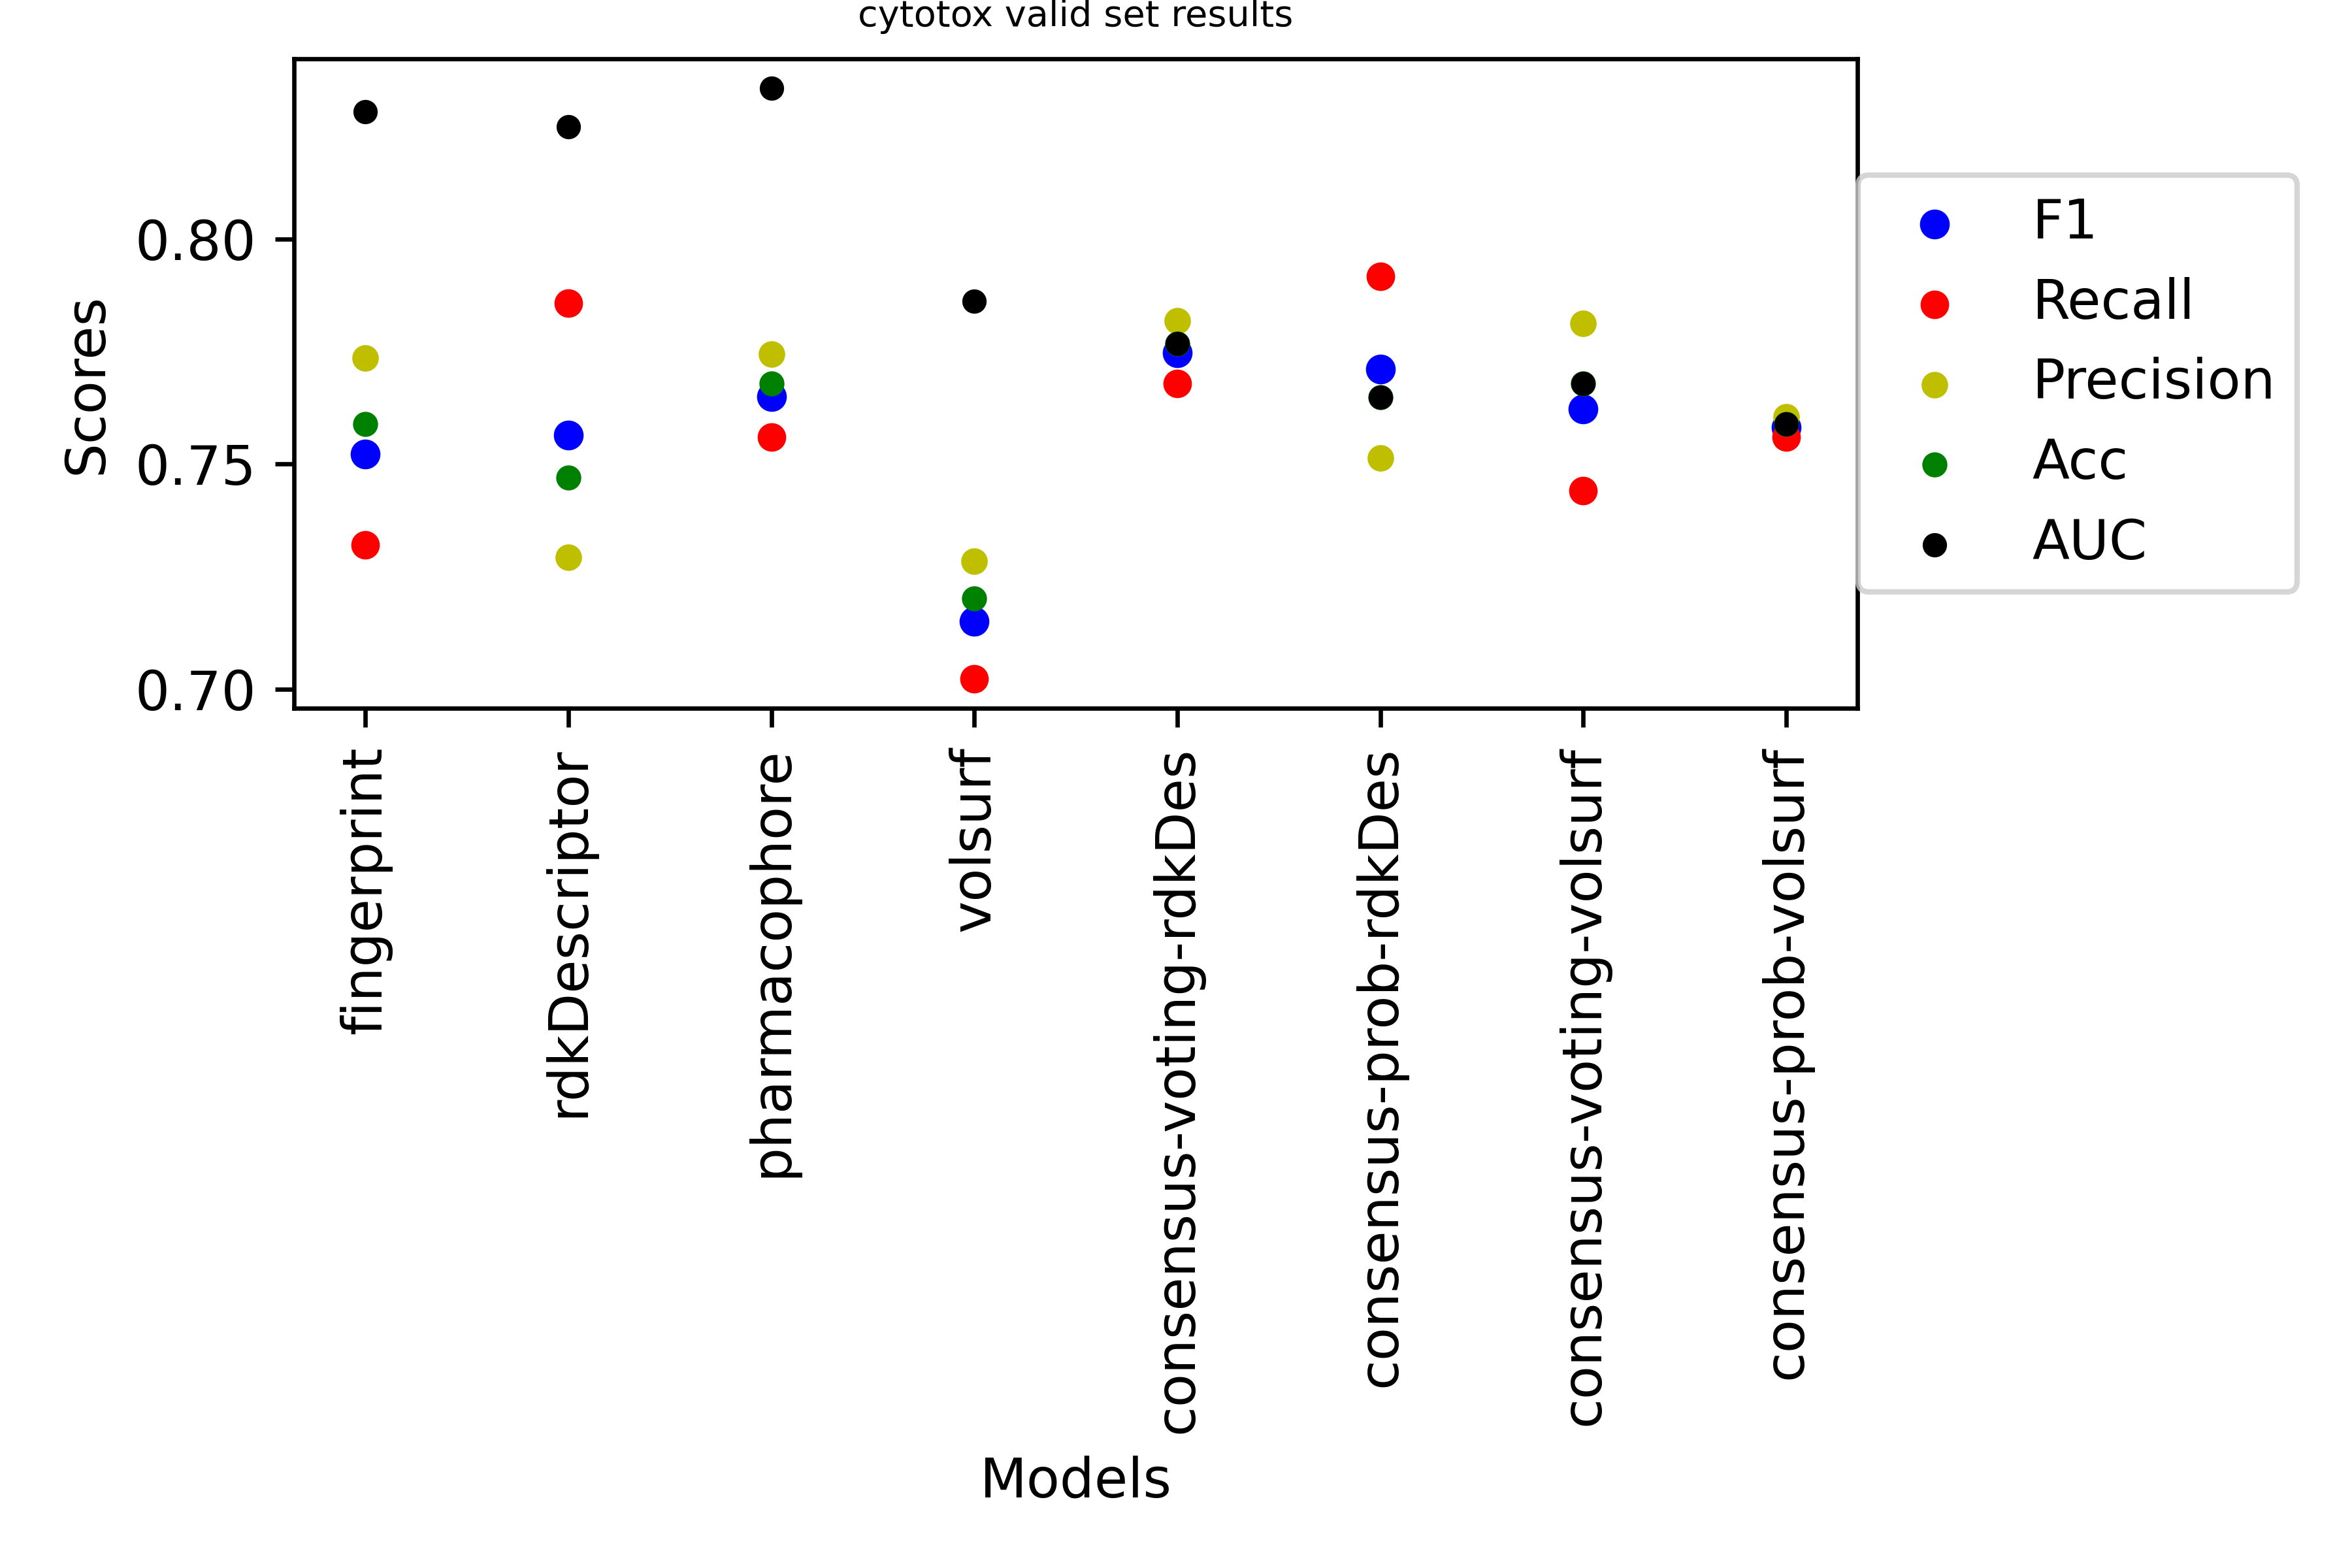 cytotox valid set results
Scores
0.80
0.75
0.70
F1
Recall
Precision
Acc
AUC
fingerprint
rdkDescriptor
pharmacophore
volsurf
consensus-voting-rdkDes
consensus-prob-rdkDes
consensus-voting-volsurf
consensus-prob-volsurf
Models